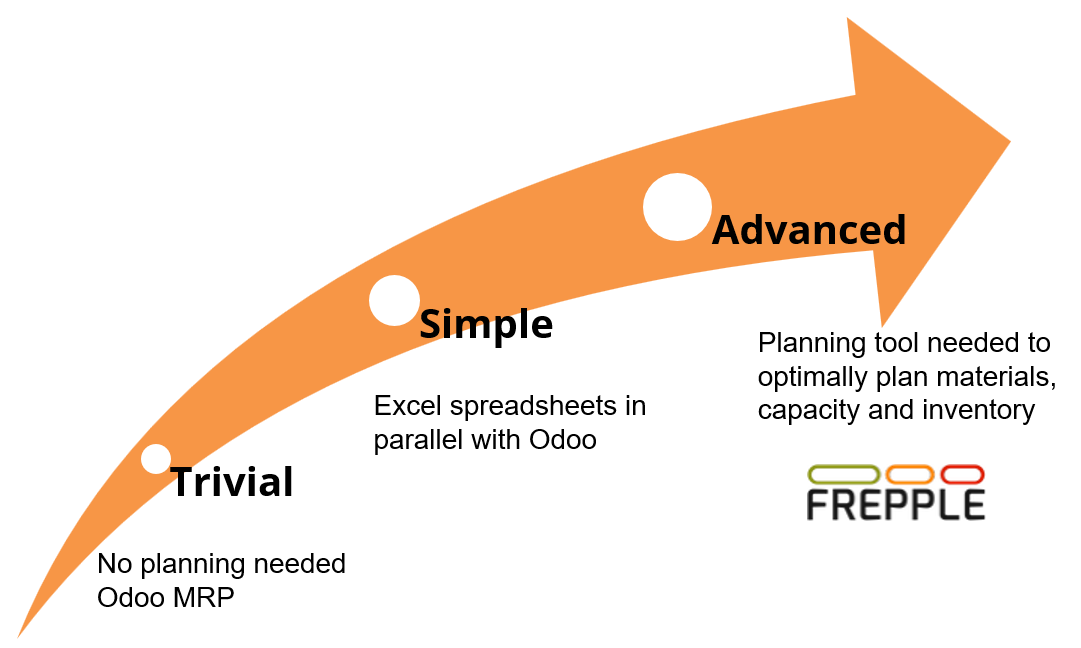 Advanced
Simple
Planning tool needed to
optimally plan materials,
capacity and inventory
Excel spreadsheets in
parallel with Odoo
Trivial
FREPPLE
No planning needed
Odoo MRP